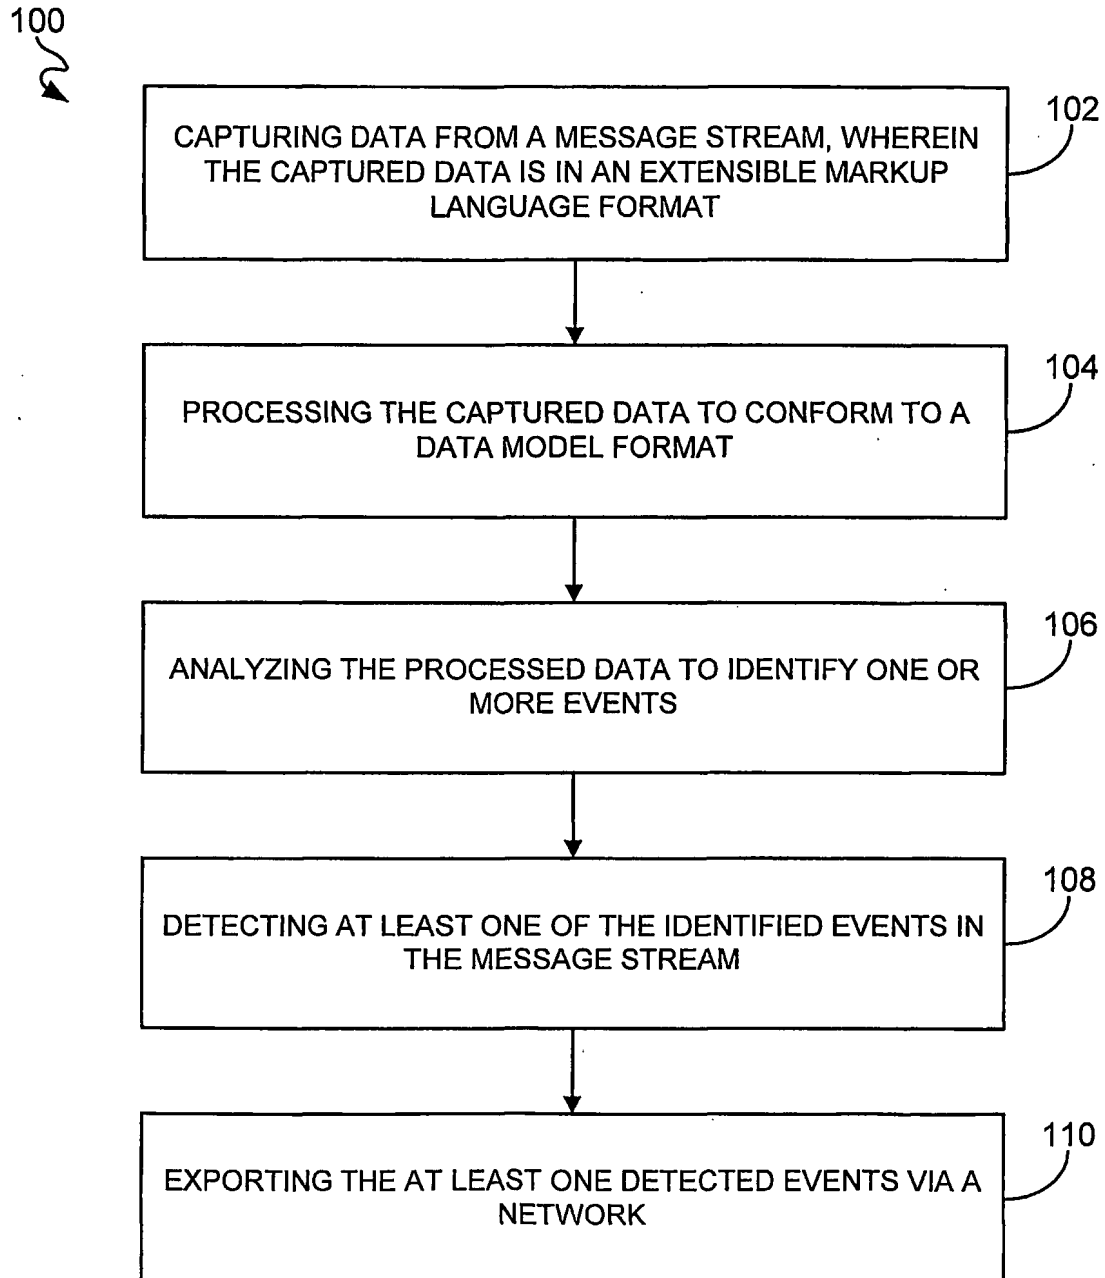 100
102
CAPTURING DATA FROM A MESSAGE STREAM, WHEREIN
THE CAPTURED DATA IS IN AN EXTENSIBLE MARKUP
LANGUAGE FORMAT
104
PROCESSING THE CAPTURED DATA TO CONFORM TO A
DATA MODEL FORMAT
106
ANALYZING THE PROCESSED DATA TO IDENTIFY ONE OR
MORE EVENTS
108
DETECTING AT LEAST ONE OF THE IDENTIFIED EVENTS IN
THE MESSAGE STREAM
110
EXPORTING THE AT LEAST ONE DETECTED EVENTS VIA A
NETWORK